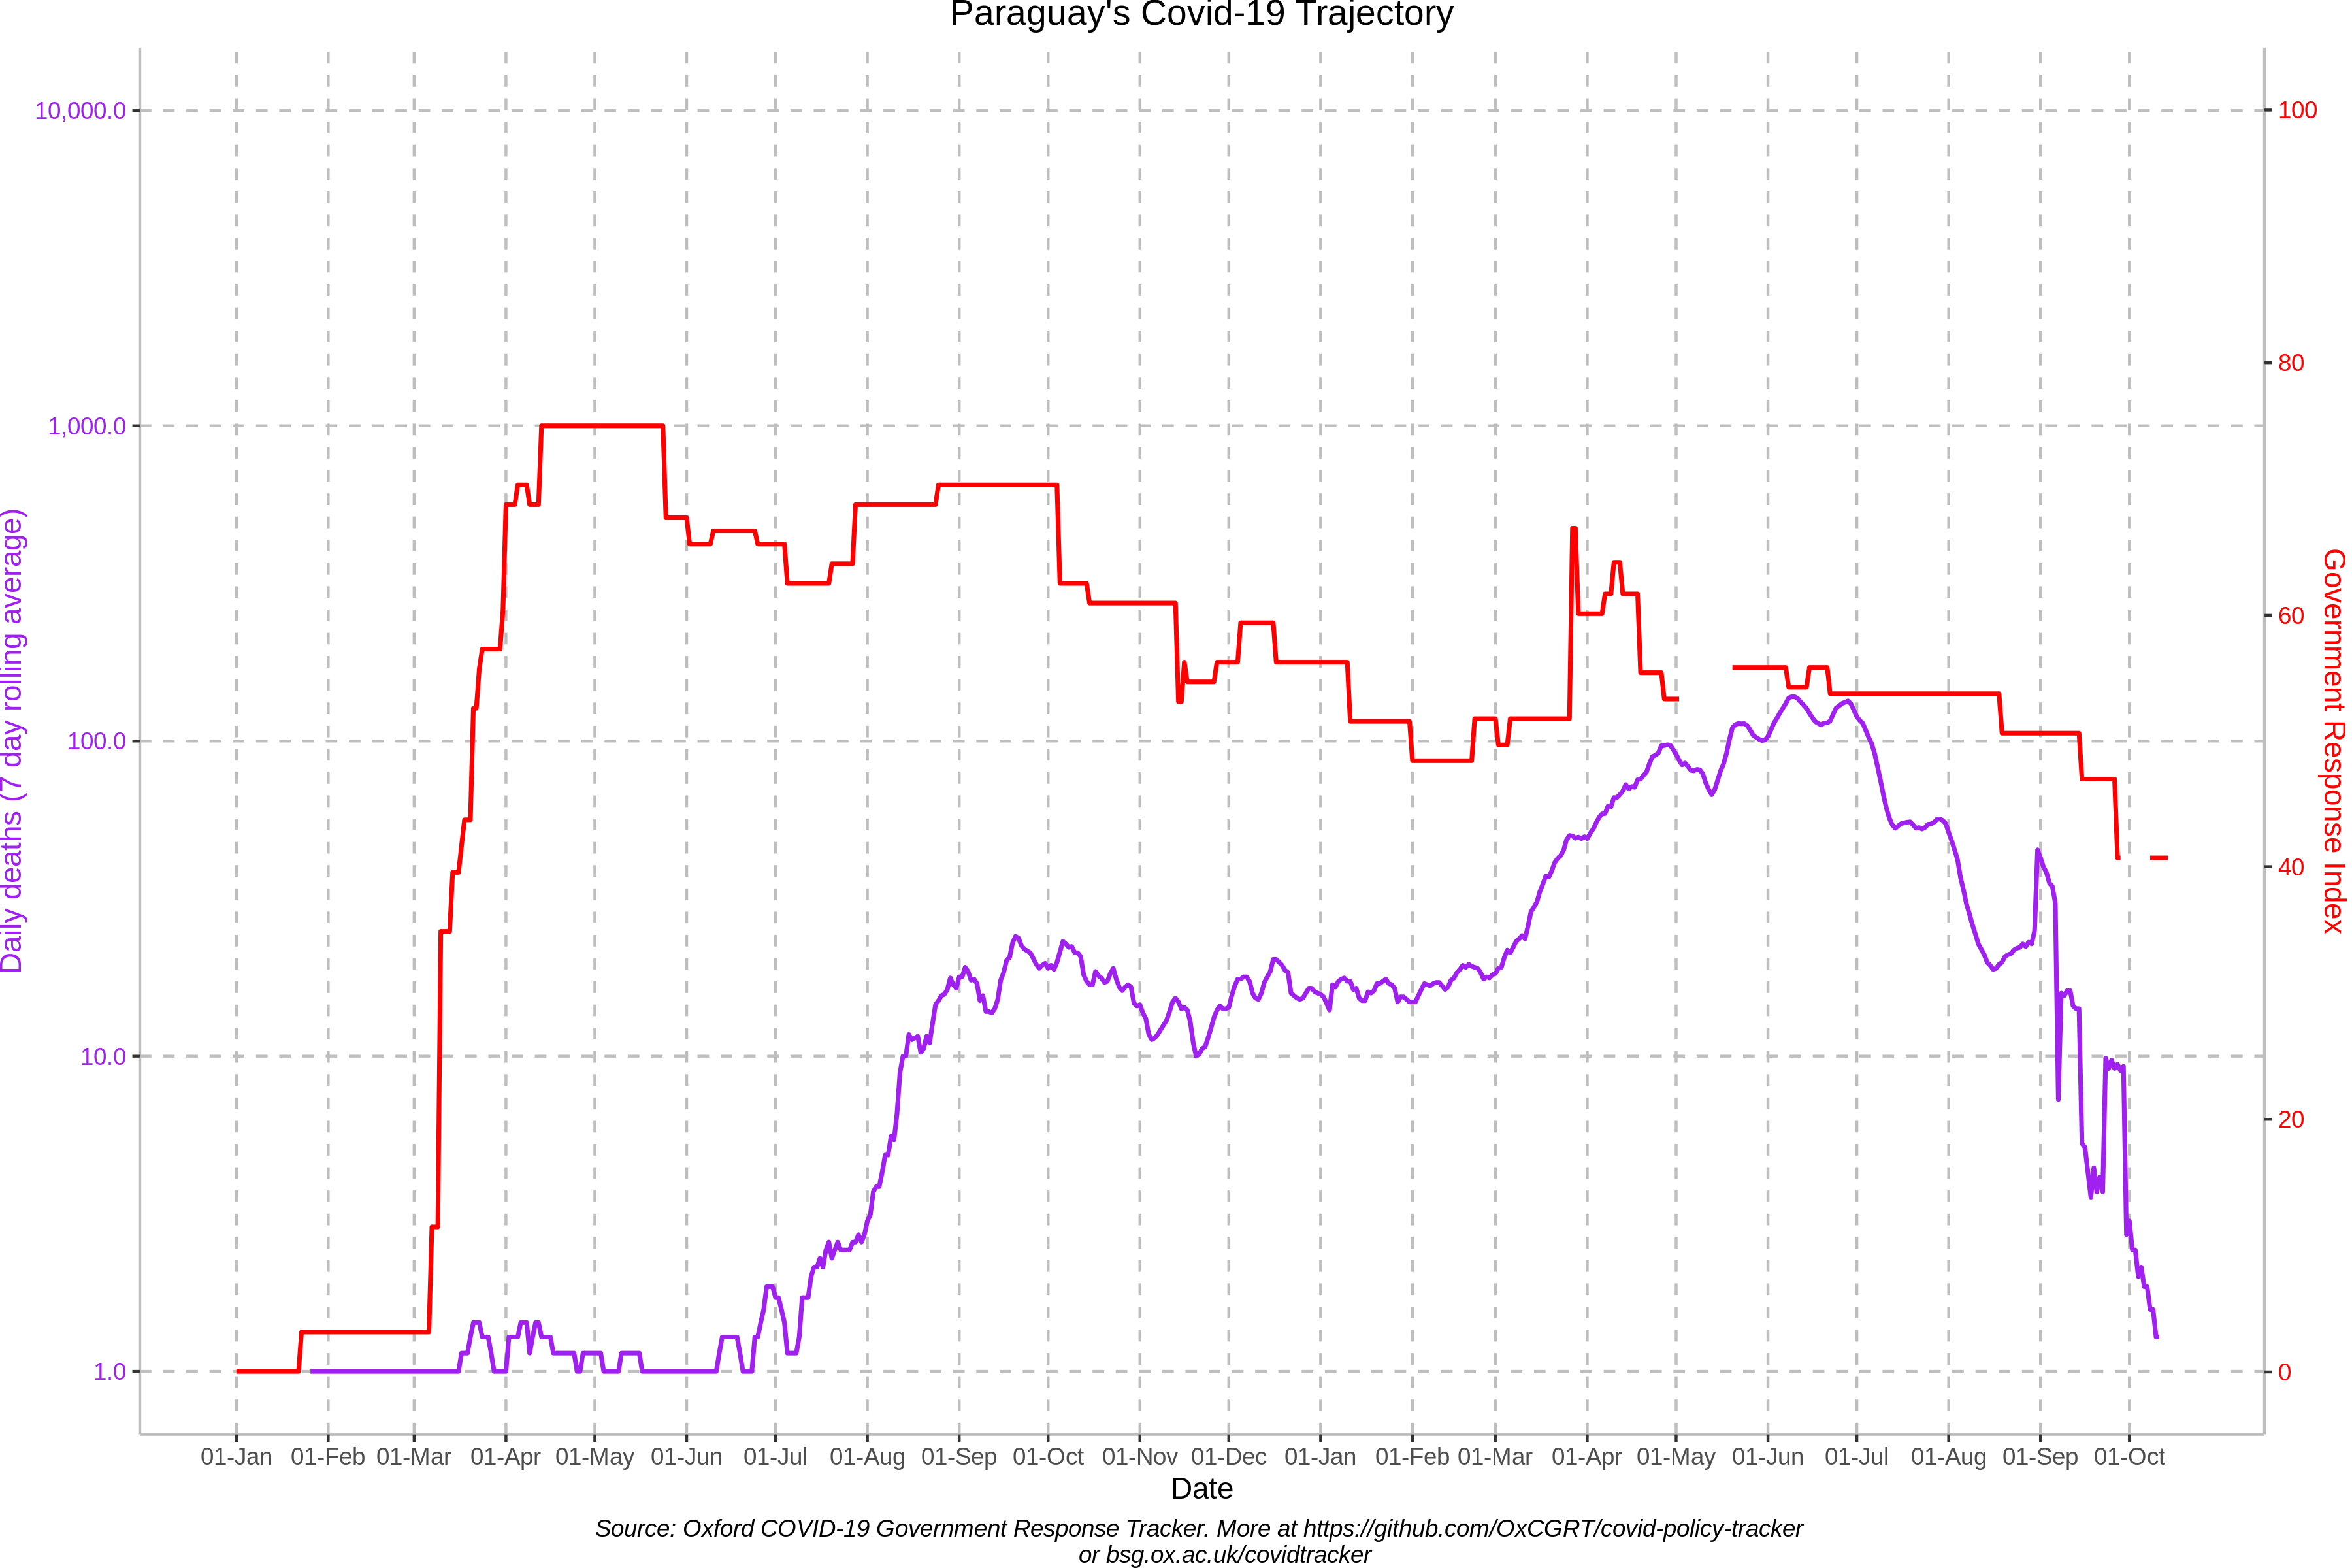 Paraguay's Covid-19 Trajectory
10,000.0
1,000.0
100.0
10.0
1.0
Daily deaths (7 day rolling average)
100
80
60
40
20
0
Government Response Index
01-Jan 01-Feb 01-Mar 01-Apr 01-May 01-Jun 01-Jul 01-Aug 01-Sep 01-Oct 01-Nov 01-Dec 01-Jan 01-Feb 01-Mar 01-Apr 01-May 01-Jun 01-Jul 01-Aug 01-Sep 01-Oct
Date
Source: Oxford COVID-19 Government Response Tracker. More at https://github.com/OxCGRT/covid-policy-tracker
or bsg.ox.ac.uk/covidtracker